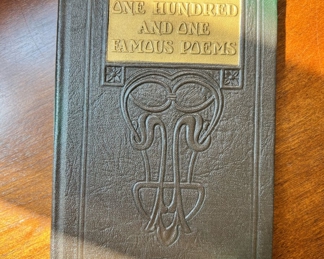 ONE HUNDRED
AND ONE
FAMOUS POEMS